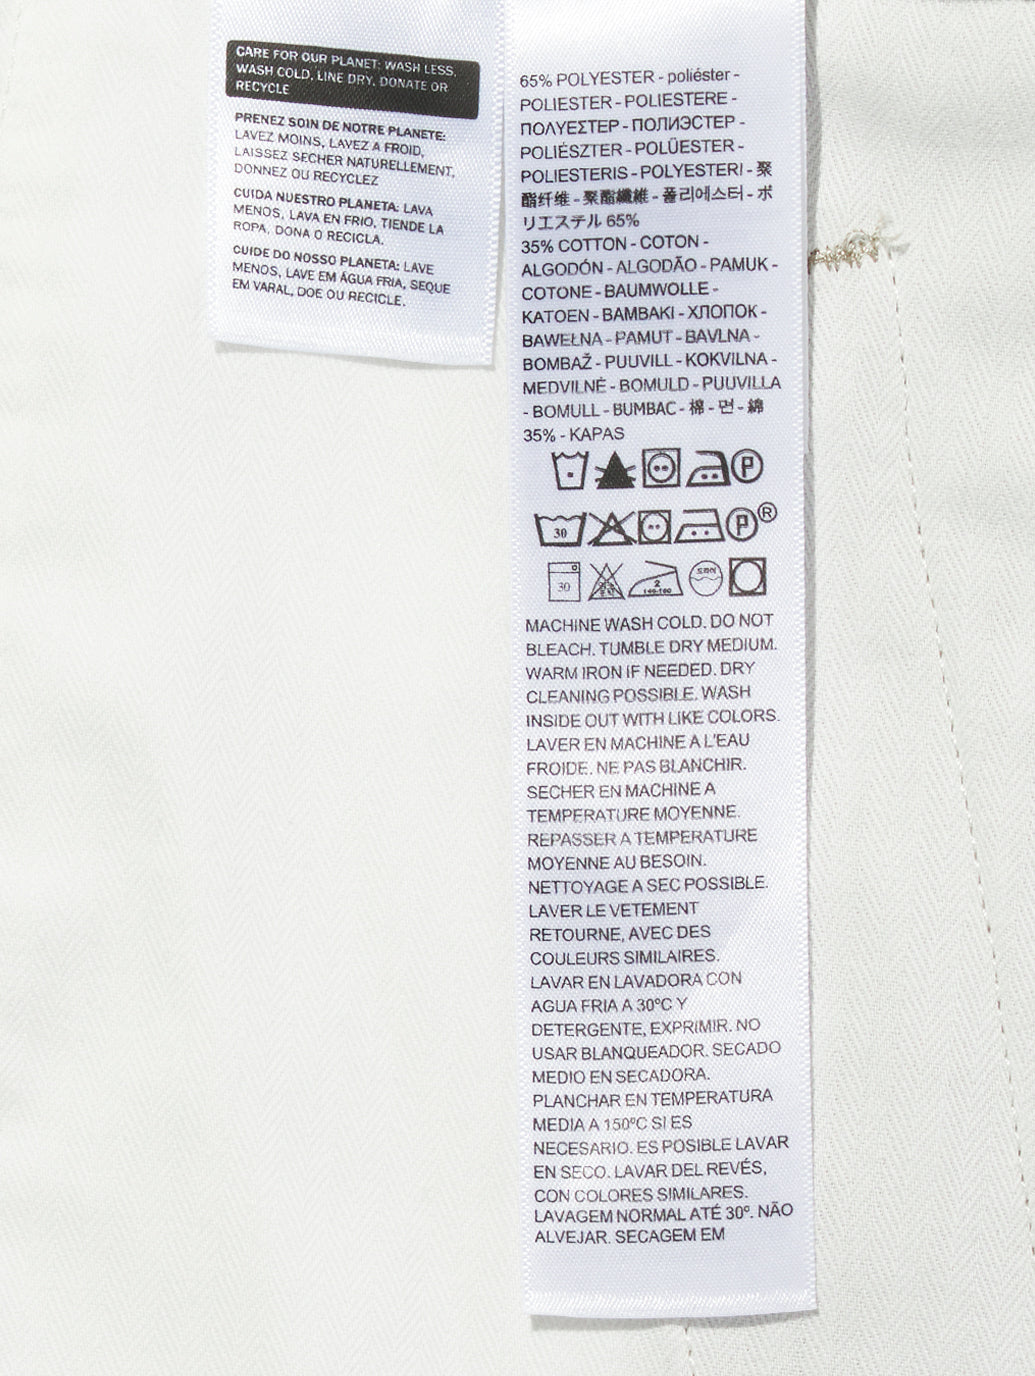 CARE FOR OUR PLANET: WASH LESS,
WASH COLD, LINE DRY, DONATE OR
RECYCLE
PRENEZ SOIN DE NOTRE PLANETE:
LAVEZ MOINS, LAVEZ A FROID,
LAISSEZ SECHER NATURELLEMENT,
DONNEZ OU RECYCLEZ
CUIDA NUESTRO PLANETA: LAVA
MENOS, LAVA EN FRIO, TIENDE LA
ROPA, DONA O RECICLA.
CUIDE DO NOSSO PLANETA: LAVE
MENOS, LAVE EM ÁGUA FRIA, SEQUE
EM VARAL, DOE OU RECICLE.
65% POLYESTER - poliéster -
POLIESTER - POLIESTERE -
ΠΟΛΥΕΣΤΕΡ - ПОЛИЭСТЕР -
POLIÉSZTER - POLÜESTER -
POLIESTERIS - POLYESTERI - 聚
酯纤维 - 聚酯纖維 - 폴리에스터 - ポ
リエステル 65%
35% COTTON - COTON -
ALGODÓN - ALGODÃO - PAMUK -
COTONE - BAUMWOLLE -
KATOEN - BAMBAKI - ХЛОПОК -
BAWEŁNA - PAMUT - BAVLNA -
BOMBAŽ - PUUVILL - KOKVILNA -
MEDVILNĖ - BOMULD - PUUVILLA
- BOMULL - BUMBAC - 棉 - 면 - 綿
35% - KAPAS
P
30 P ®
30 2 140-160 드라이
MACHINE WASH COLD. DO NOT
BLEACH. TUMBLE DRY MEDIUM.
WARM IRON IF NEEDED. DRY
CLEANING POSSIBLE. WASH
INSIDE OUT WITH LIKE COLORS.
LAVER EN MACHINE A L'EAU
FROIDE. NE PAS BLANCHIR.
SECHER EN MACHINE A
TEMPERATURE MOYENNE.
REPASSER A TEMPERATURE
MOYENNE AU BESOIN.
NETTOYAGE A SEC POSSIBLE.
LAVER LE VETEMENT
RETOURNE, AVEC DES
COULEURS SIMILAIRES.
LAVAR EN LAVADORA CON
AGUA FRIA A 30ºC Y
DETERGENTE, EXPRIMIR. NO
USAR BLANQUEADOR. SECADO
MEDIO EN SECADORA.
PLANCHAR EN TEMPERATURA
MEDIA A 150ºC SI ES
NECESARIO. ES POSIBLE LAVAR
EN SECO. LAVAR DEL REVÉS,
CON COLORES SIMILARES.
LAVAGEM NORMAL ATÉ 30º. NÃO
ALVEJAR. SECAGEM EM